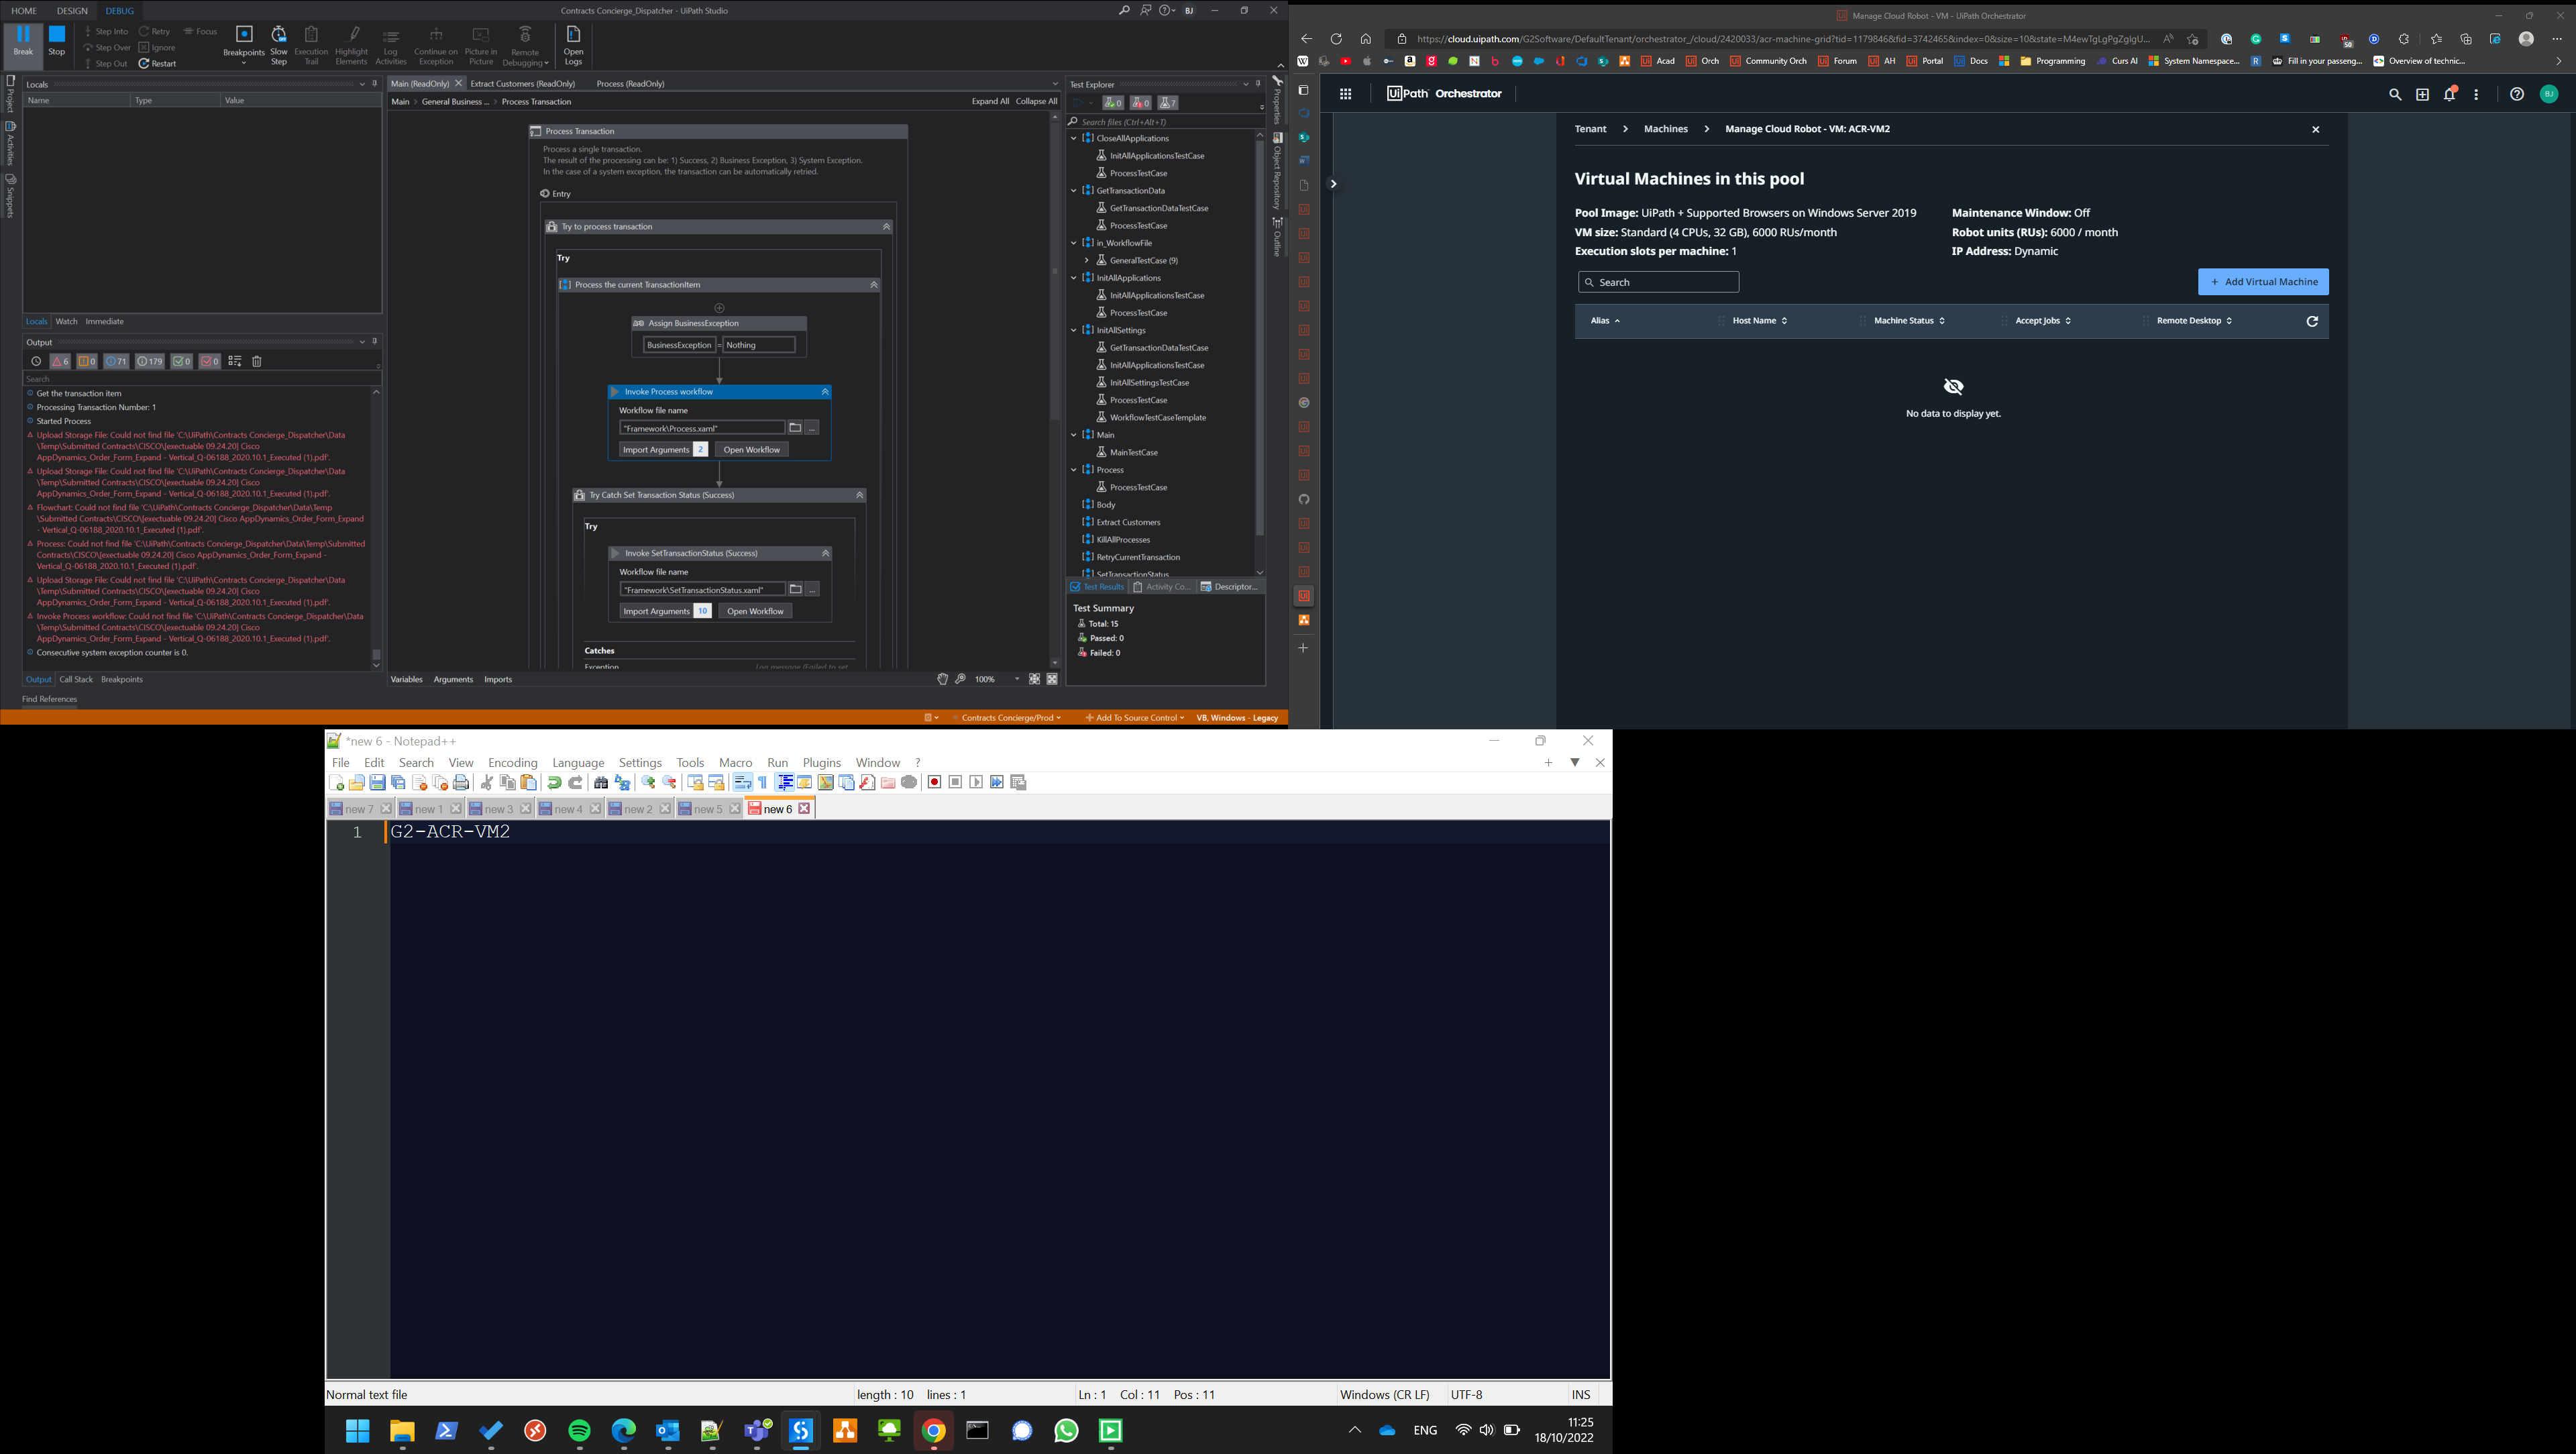 HOME DESIGN DEBUG
Contracts Concierge_Dispatcher - UiPath Studio
BJ
Break
Stop
Step Into
Step Over
Step Out
Retry
Ignore
Restart
Focus
Breakpoints
Slow Step
Execution Trail
Highlight Elements
Log Activities
Continue on Exception
Picture in Picture
Remote Debugging
Open Logs
Project
Activities
Snippets
Locals
Name Type Value
Locals Watch Immediate
Output
6 0 71 179 0 0
Search
Get the transaction item
Processing Transaction Number: 1
Started Process
Upload Storage File: Could not find file 'C:\UiPath\Contracts Concierge_Dispatcher\Data
\Temp\Submitted Contracts\CISCO\[exectuable 09.24.20] Cisco
AppDynamics_Order_Form_Expand - Vertical_Q-06188_2020.10.1_Executed (1).pdf'.
Upload Storage File: Could not find file 'C:\UiPath\Contracts Concierge_Dispatcher\Data
\Temp\Submitted Contracts\CISCO\[exectuable 09.24.20] Cisco
AppDynamics_Order_Form_Expand - Vertical_Q-06188_2020.10.1_Executed (1).pdf'.
Flowchart: Could not find file 'C:\UiPath\Contracts Concierge_Dispatcher\Data\Temp
\Submitted Contracts\CISCO\[exectuable 09.24.20] Cisco AppDynamics_Order_Form_Expand
- Vertical_Q-06188_2020.10.1_Executed (1).pdf'.
Process: Could not find file 'C:\UiPath\Contracts Concierge_Dispatcher\Data\Temp\Submitted
Contracts\CISCO\[exectuable 09.24.20] Cisco AppDynamics_Order_Form_Expand -
Vertical_Q-06188_2020.10.1_Executed (1).pdf'.
Upload Storage File: Could not find file 'C:\UiPath\Contracts Concierge_Dispatcher\Data
\Temp\Submitted Contracts\CISCO\[exectuable 09.24.20] Cisco
AppDynamics_Order_Form_Expand - Vertical_Q-06188_2020.10.1_Executed (1).pdf'.
Invoke Process workflow: Could not find file 'C:\UiPath\Contracts Concierge_Dispatcher\Data
\Temp\Submitted Contracts\CISCO\[exectuable 09.24.20] Cisco
AppDynamics_Order_Form_Expand - Vertical_Q-06188_2020.10.1_Executed (1).pdf'.
Consecutive system exception counter is 0.
Output Call Stack Breakpoints
Find References
Main (ReadOnly) Extract Customers (ReadOnly) Process (ReadOnly)
Main > General Business ... > Process Transaction
Expand All Collapse All
Process Transaction
Process a single transaction.
The result of the processing can be: 1) Success, 2) Business Exception, 3) System Exception.
In the case of a system exception, the transaction can be automatically retried.
Entry
Try to process transaction
Try
Process the current TransactionItem
Assign BusinessException
BusinessException = Nothing
Invoke Process workflow
Workflow file name
"Framework\Process.xaml"
...
Import Arguments 2 Open Workflow
Try Catch Set Transaction Status (Success)
Try
Invoke SetTransactionStatus (Success)
Workflow file name
"Framework\SetTransactionStatus.xaml"
...
Import Arguments 10 Open Workflow
Catches
Exception Log message (Failed to set
Variables Arguments Imports
100%
Test Explorer
0 0 7
Search files (Ctrl+Alt+T)
CloseAllApplications
InitAllApplicationsTestCase
ProcessTestCase
GetTransactionData
GetTransactionDataTestCase
ProcessTestCase
in_WorkflowFile
GeneralTestCase (9)
InitAllApplications
InitAllApplicationsTestCase
ProcessTestCase
InitAllSettings
GetTransactionDataTestCase
InitAllApplicationsTestCase
InitAllSettingsTestCase
ProcessTestCase
WorkflowTestCaseTemplate
Main
MainTestCase
Process
ProcessTestCase
Body
Extract Customers
KillAllProcesses
RetryCurrentTransaction
SetTransactionStatus
Test Results Activity Co... Descriptor...
Test Summary
Total: 15
Passed: 0
Failed: 0
Properties
Object Repository
Outline
Contracts Concierge/Prod
Add To Source Control
VB, Windows - Legacy
Manage Cloud Robot - VM - UiPath Orchestrator
https://cloud.uipath.com/G2Software/DefaultTenant/orchestrator_/cloud/2420033/acr-machine-grid?tid=1179846&fid=3742465&index=0&size=10&state=M4ewTgLgPgZglgU...
50
Acad Orch Community Orch Forum AH Portal Docs Programming Curs AI System Namespace... Fill in your passeng... Overview of technic...
UiPath Orchestrator
BJ
Tenant > Machines > Manage Cloud Robot - VM: ACR-VM2
Virtual Machines in this pool
Pool Image: UiPath + Supported Browsers on Windows Server 2019
Maintenance Window: Off
VM size: Standard (4 CPUs, 32 GB), 6000 RUs/month
Robot units (RUs): 6000 / month
Execution slots per machine: 1
IP Address: Dynamic
Search
+ Add Virtual Machine
Alias Host Name Machine Status Accept Jobs Remote Desktop
No data to display yet.
*new 6 - Notepad++
File Edit Search View Encoding Language Settings Tools Macro Run Plugins Window ?
new 7 new 1 new 3 new 4 new 2 new 5 new 6
1 G2-ACR-VM2
Normal text file
length : 10 lines : 1
Ln : 1 Col : 11 Pos : 11
Windows (CR LF) UTF-8 INS
ENG
11:25
18/10/2022